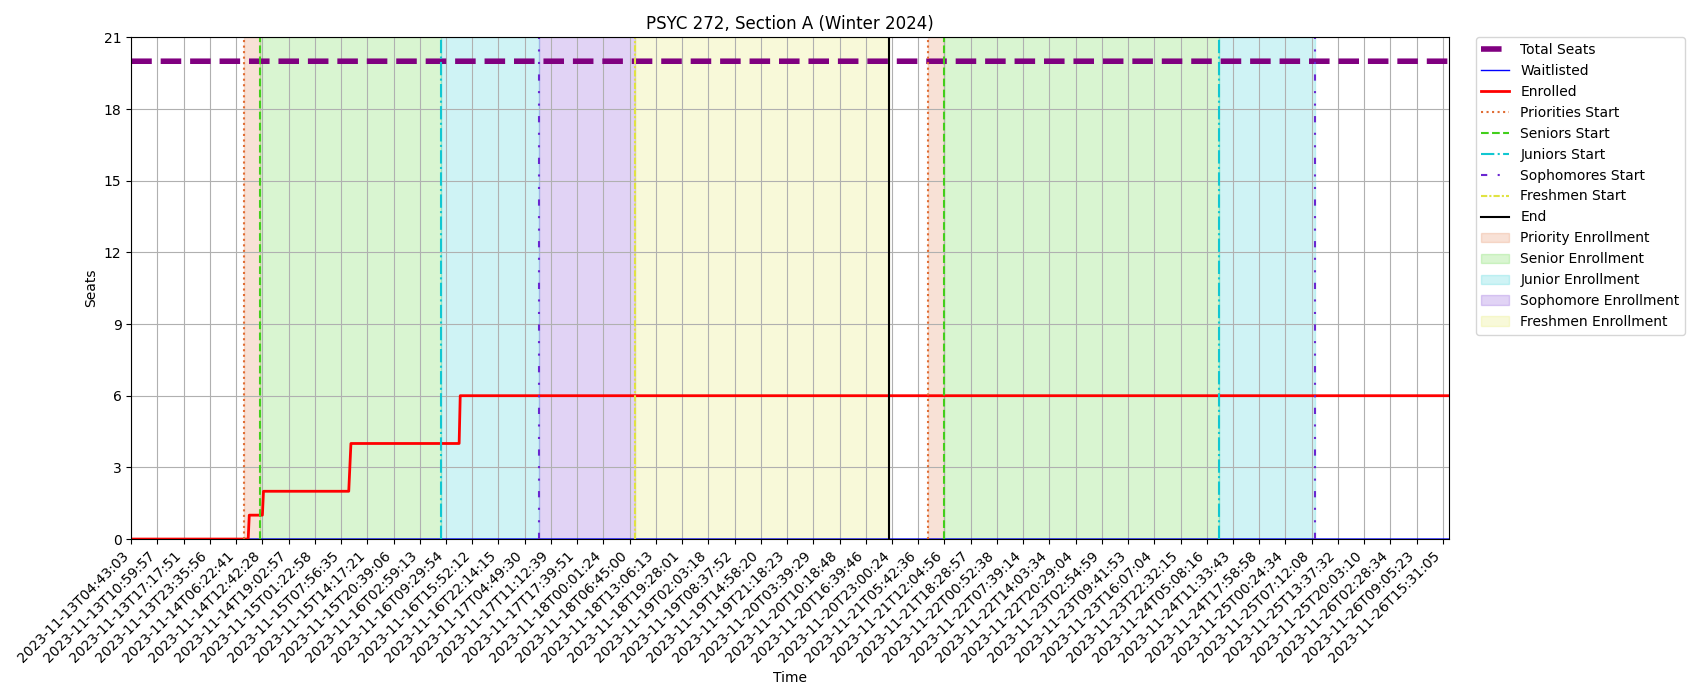 PSYC 272, Section A (Winter 2024)
21
18
15
12
9
6
3
0
Seats
2023-11-13T04:43:03
2023-11-13T10:59:57
2023-11-13T17:17:51
2023-11-13T23:35:56
2023-11-14T06:22:41
2023-11-14T12:42:28
2023-11-14T19:02:57
2023-11-15T01:22:58
2023-11-15T07:56:35
2023-11-15T14:17:21
2023-11-15T20:39:06
2023-11-16T02:59:13
2023-11-16T09:29:54
2023-11-16T15:52:12
2023-11-16T22:14:15
2023-11-17T04:49:30
2023-11-17T11:12:39
2023-11-17T17:39:51
2023-11-18T00:01:24
2023-11-18T06:45:00
2023-11-18T13:06:13
2023-11-18T19:28:01
2023-11-19T02:03:18
2023-11-19T08:37:52
2023-11-19T14:58:20
2023-11-19T21:18:23
2023-11-20T03:39:29
2023-11-20T10:18:48
2023-11-20T16:39:46
2023-11-20T23:00:24
2023-11-21T05:42:36
2023-11-21T12:04:56
2023-11-21T18:28:57
2023-11-22T00:52:38
2023-11-22T07:39:14
2023-11-22T14:03:34
2023-11-22T20:29:04
2023-11-23T02:54:59
2023-11-23T09:41:53
2023-11-23T16:07:04
2023-11-23T22:32:15
2023-11-24T05:08:16
2023-11-24T11:33:43
2023-11-24T17:58:58
2023-11-25T00:24:34
2023-11-25T07:12:08
2023-11-25T13:37:32
2023-11-25T20:03:10
2023-11-26T02:28:34
2023-11-26T09:05:23
2023-11-26T15:31:05
Time
Total Seats
Waitlisted
Enrolled
Priorities Start
Seniors Start
Juniors Start
Sophomores Start
Freshmen Start
End
Priority Enrollment
Senior Enrollment
Junior Enrollment
Sophomore Enrollment
Freshmen Enrollment